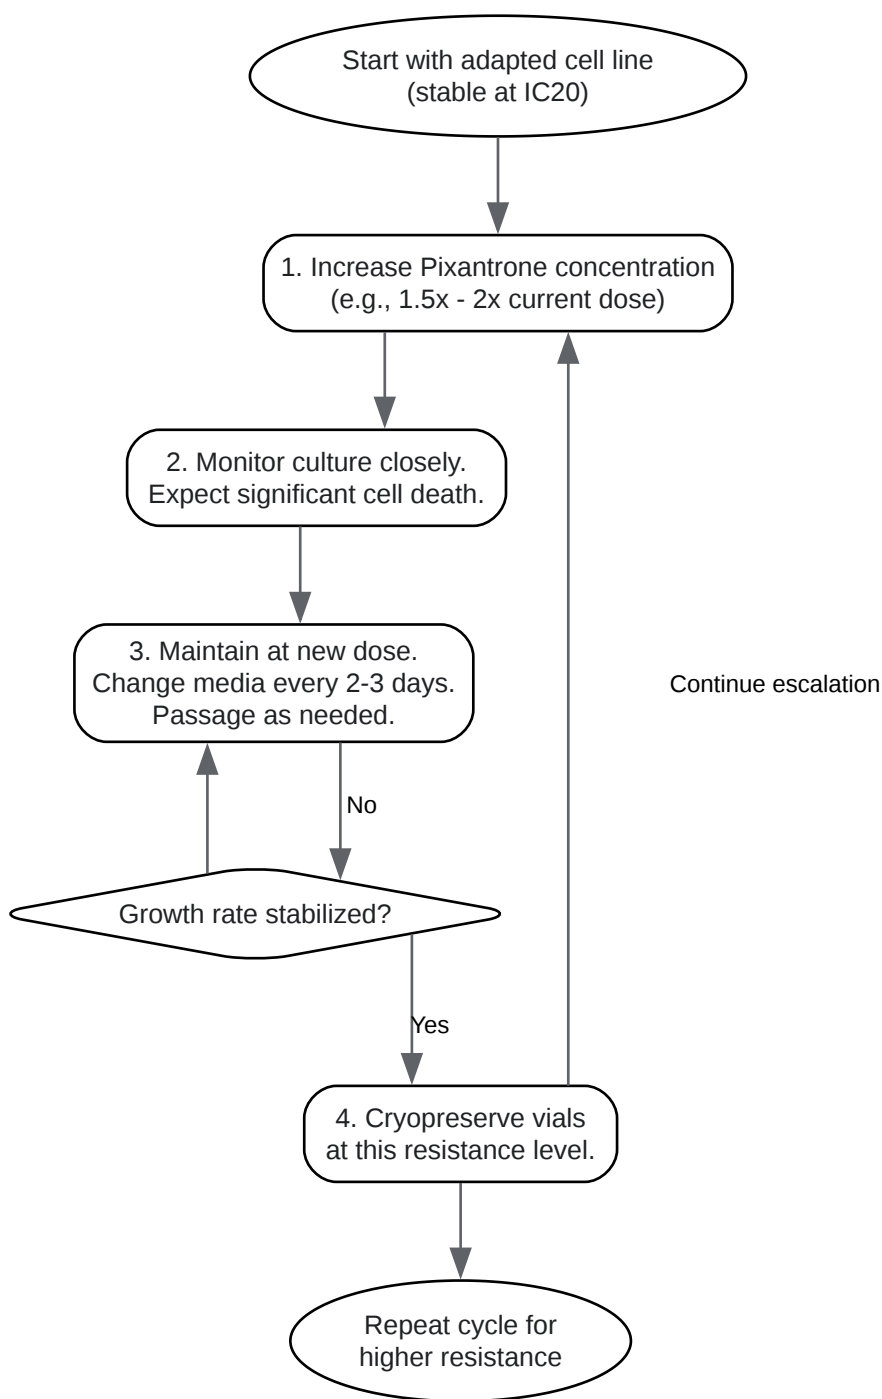 Start with adapted cell line
(stable at IC20)
1. Increase Pixantrone concentration
(e.g., 1.5x - 2x current dose)
2. Monitor culture closely.
Expect significant cell death.
3. Maintain at new dose.
Change media every 2-3 days.
Passage as needed.
Continue escalation
No
Growth rate stabilized?
Yes
4. Cryopreserve vials
at this resistance level.
Repeat cycle for
higher resistance